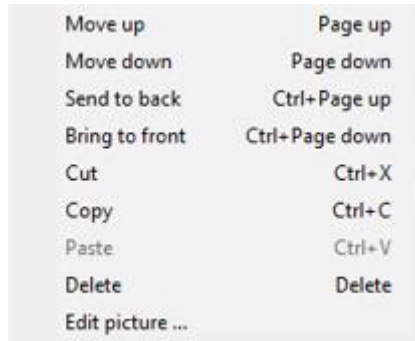 Move up Page up
Move down Page down
Send to back Ctrl+Page up
Bring to front Ctrl+Page down
Cut Ctrl+X
Copy Ctrl+C
Paste Ctrl+V
Delete Delete
Edit picture ...